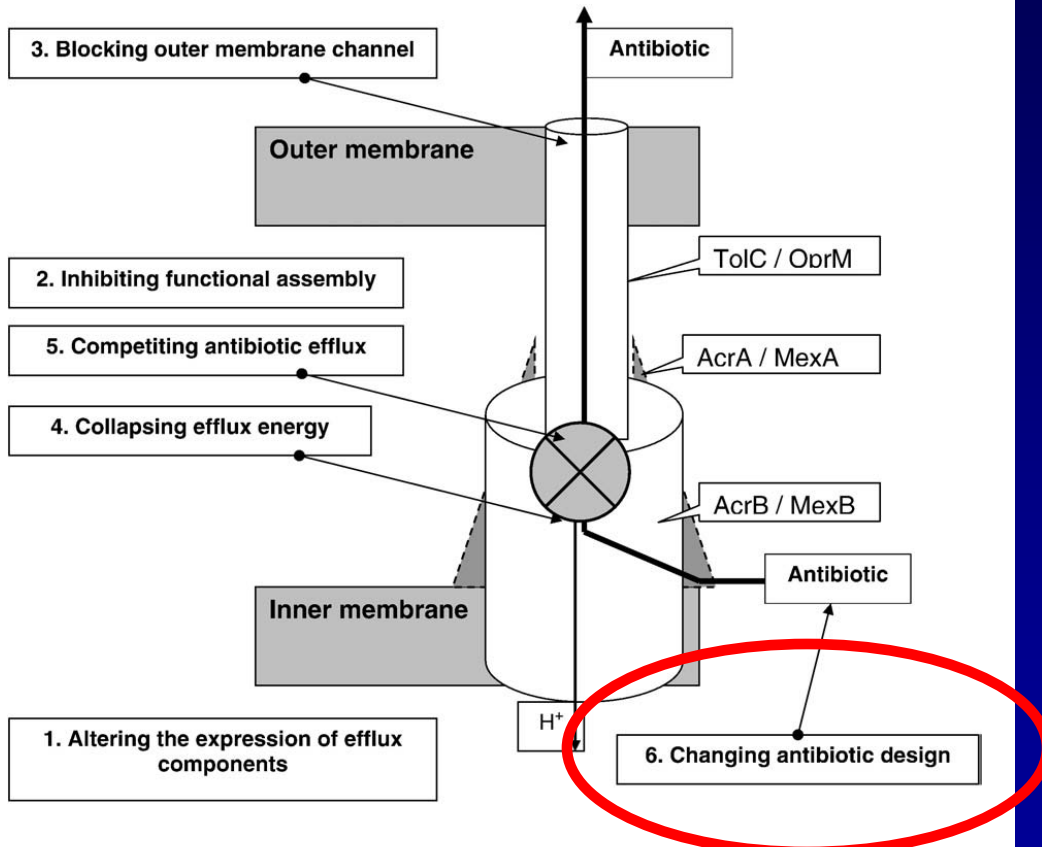 3. Blocking outer membrane channel
Antibiotic
Outer membrane
TolC / OprM
2. Inhibiting functional assembly
5. Competiting antibiotic efflux
AcrA / MexA
4. Collapsing efflux energy
AcrB / MexB
Antibiotic
Inner membrane
H⁺
1. Altering the expression of efflux
components
6. Changing antibiotic design